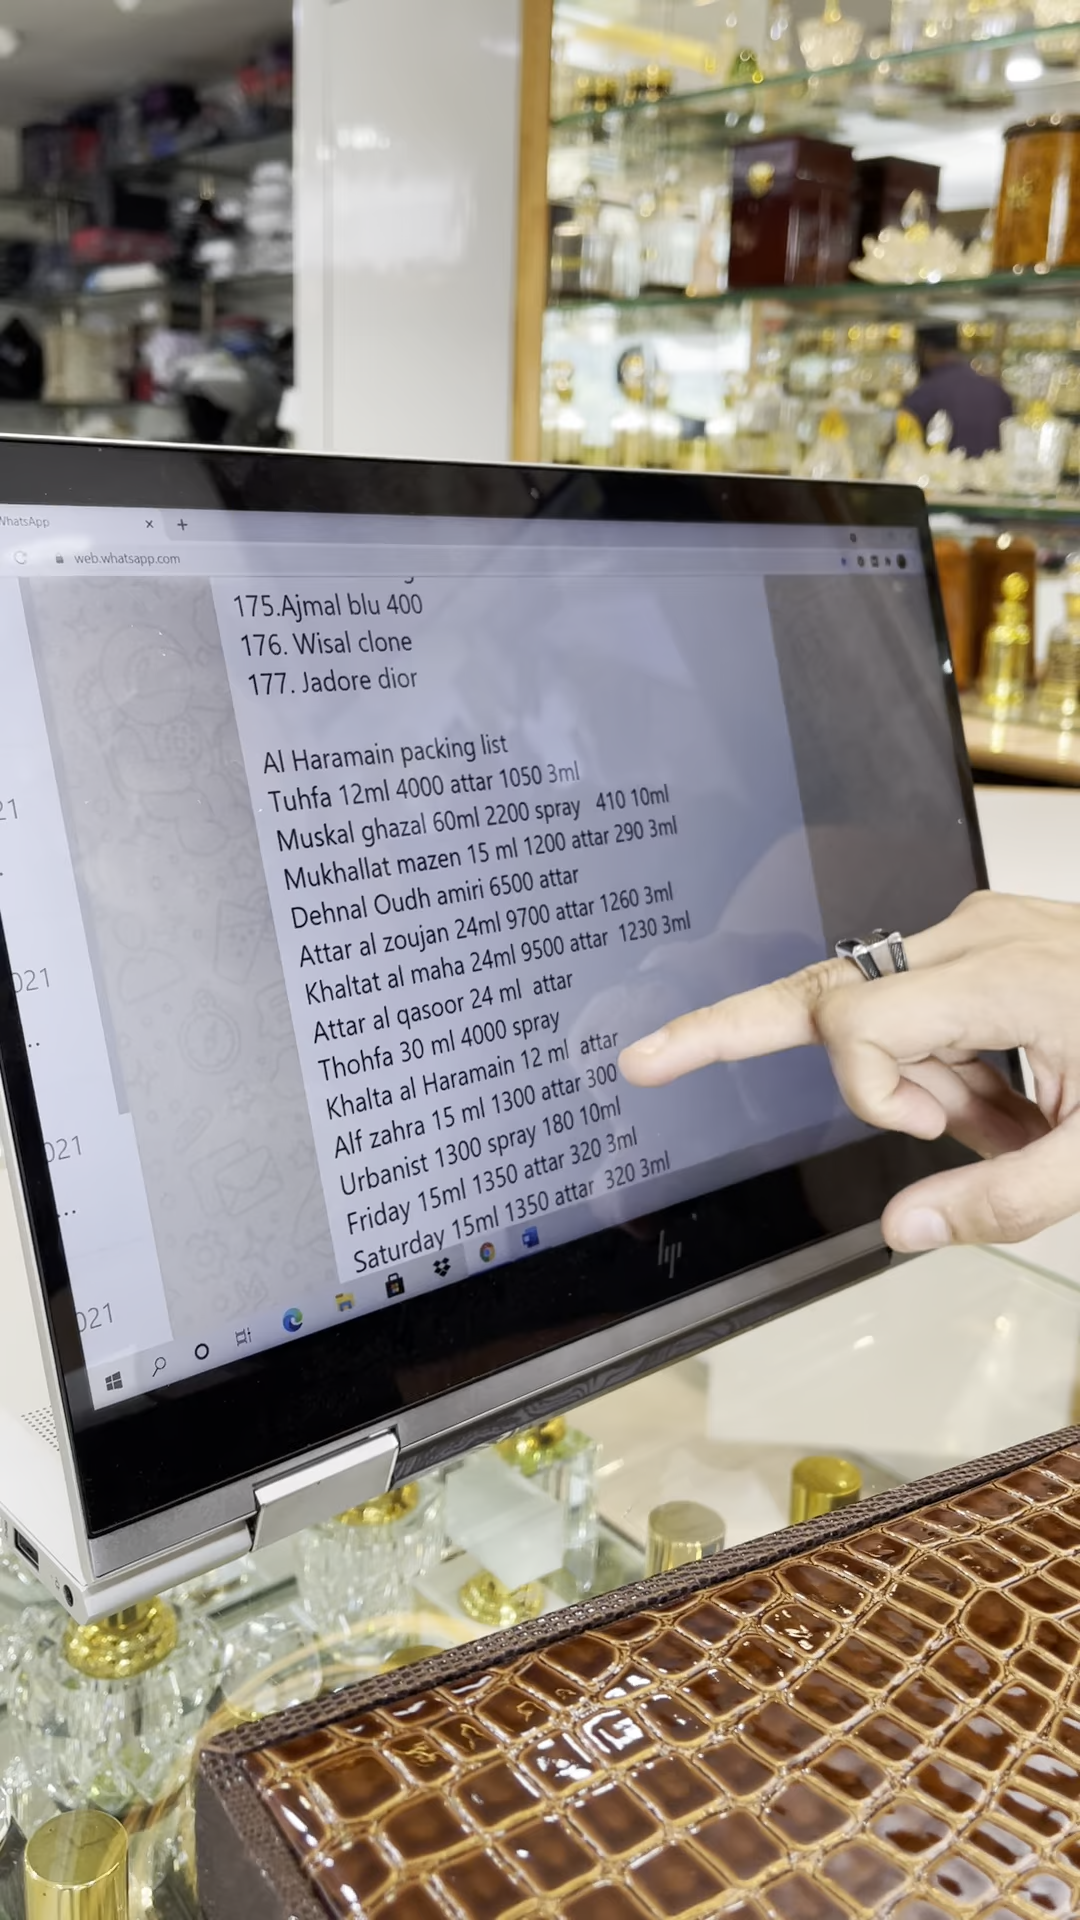 WhatsApp
web.whatsapp.com
175.Ajmal blu 400
176. Wisal clone
177. Jadore dior
Al Haramain packing list
Tuhfa 12ml 4000 attar 1050 3ml
Muskal ghazal 60ml 2200 spray 410 10ml
Mukhallat mazen 15 ml 1200 attar 290 3ml
Dehnal Oudh amiri 6500 attar
Attar al zoujan 24ml 9700 attar 1260 3ml
Khaltat al maha 24ml 9500 attar 1230 3ml
Attar al qasoor 24 ml attar
Thohfa 30 ml 4000 spray
Khalta al Haramain 12 ml attar
Alf zahra 15 ml 1300 attar 300
Urbanist 1300 spray 180 10ml
Friday 15ml 1350 attar 320 3ml
Saturday 15ml 1350 attar 320 3ml
21
021
..
021
...
021
hp